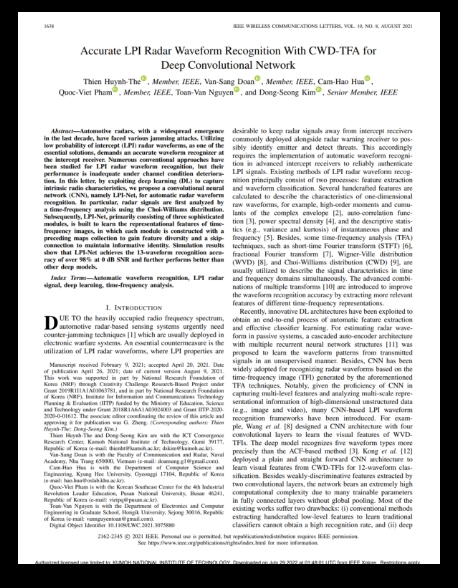 1638 IEEE WIRELESS COMMUNICATIONS LETTERS, VOL. 10, NO. 8, AUGUST 2021
Accurate LPI Radar Waveform Recognition With CWD-TFA for
Deep Convolutional Network
Thien Huynh-The, Member, IEEE, Van-Sang Doan, Member, IEEE, Cam-Hao Hua,
Quoc-Viet Pham, Member, IEEE, Toan-Van Nguyen, and Dong-Seong Kim, Senior Member, IEEE
Abstract—Automotive radars, with a widespread emergence
in the last decade, have faced various jamming attacks. Utilizing
low probability of intercept (LPI) radar waveforms, as one of the
essential solutions, demands an accurate waveform recognizer at
the intercept receiver. Numerous conventional approaches have
been studied for LPI radar waveform recognition, but their
performance is inadequate under channel condition deteriora-
tion. In this letter, by exploiting deep learning (DL) to capture
intrinsic radar characteristics, we propose a convolutional neural
network (CNN), namely LPI-Net, for automatic radar waveform
recognition. In particular, radar signals are first analyzed by
a time-frequency analysis using the Choi-Williams distribution.
Subsequently, LPI-Net, primarily consisting of three sophisticated
modules, is built to learn the representational features of time-
frequency images, in which each module is constructed with a
preceding maps collection to gain feature diversity and a skip-
connection to maintain informative identity. Simulation results
show that LPI-Net achieves the 13-waveform recognition accu-
racy of over 98% at 0 dB SNR and further performs better than
other deep models.
Index Terms—Automatic waveform recognition, LPI radar
signal, deep learning, time-frequency analysis.
I. INTRODUCTION
DUE TO the heavily occupied radio frequency spectrum,
automotive radar-based sensing systems urgently need
counter-jamming techniques [1] which are usually deployed in
electronic warfare systems. An essential countermeasure is the
utilization of LPI radar waveforms, where LPI properties are
Manuscript received February 9, 2021; accepted April 20, 2021. Date
of publication April 26, 2021; date of current version August 9, 2021.
This work was supported in part by National Research Foundation of
Korea (NRF) through Creativity Challenge Research-Based Project under
Grant 2019R1I1A1A01063781, and in part by National Research Foundation
of Korea (NRF), Institute for Information and Communications Technology
Planning & Evaluation (IITP) funded by the Ministry of Education, Science
and Technology under Grant 2018R1A6A1A03024003 and Grant IITP-2020-
2020-0-01612. The associate editor coordinating the review of this article and
approving it for publication was G. Zheng. (Corresponding authors: Thien
Huynh-The; Dong-Seong Kim.)
Thien Huynh-The and Dong-Seong Kim are with the ICT Convergence
Research Center, Kumoh National Institute of Technology, Gumi 39177,
Republic of Korea (e-mail: thienht@kumoh.ac.kr; dskim@kumoh.ac.kr).
Van-Sang Doan is with the Faculty of Communication and Radar, Naval
Academy, Nha Trang 650000, Vietnam (e-mail: doansang.g1@gmail.com).
Cam-Hao Hua is with the Department of Computer Science and
Engineering, Kyung Hee University, Gyeonggi 17104, Republic of Korea
(e-mail: hao.hua@oslab.khu.ac.kr).
Quoc-Viet Pham is with the Korean Southeast Center for the 4th Industrial
Revolution Leader Education, Pusan National University, Busan 46241,
Republic of Korea (e-mail: vietpq@pusan.ac.kr).
Toan-Van Nguyen is with the Department of Electronics and Computer
Engineering in Graduate School, Hongik University, Sejong 30016, Republic
of Korea (e-mail: vannguyentoan@gmail.com).
Digital Object Identifier 10.1109/LWC.2021.3075880
desirable to keep radar signals away from intercept receivers
commonly deployed alongside radar warning receiver to pos-
sibly identify emitter and detect threats. This accordingly
requires the implementation of automatic waveform recogni-
tion in advanced intercept receivers to reliably authenticate
LPI signals. Existing methods of LPI radar waveform recog-
nition principally consist of two processes: feature extraction
and waveform classification. Several handcrafted features were
calculated to describe the characteristics of one-dimensional
raw waveforms, for example, high-order moments and cumu-
lants of the complex envelope [2], auto-correlation func-
tion [3], power spectral density [4], and the descriptive statis-
tics (e.g., variance and kurtosis) of instantaneous phase and
frequency [5]. Besides, some time-frequency analysis (TFA)
techniques, such as short-time Fourier transform (STFT) [6],
fractional Fourier transform [7], Wigner-Ville distribution
(WVD) [8], and Choi-Williams distribution (CWD) [9], are
usually utilized to describe the signal characteristics in time
and frequency domains simultaneously. The advanced combi-
nations of multiple transforms [10] are introduced to improve
the waveform recognition accuracy by extracting more relevant
features of different time-frequency representations.
Recently, innovative DL architectures have been exploited to
obtain an end-to-end process of automatic feature extraction
and effective classifier learning. For estimating radar wave-
form in passive systems, a cascaded auto-encoder architecture
with multiple recurrent neural network structures [11] was
proposed to learn the waveform patterns from transmitted
signals in an unsupervised manner. Besides, CNN has been
widely adopted for recognizing radar waveforms based on the
time-frequency image (TFI) generated by the aforementioned
TFA techniques. Notably, given the proficiency of CNN in
capturing multi-level features and analyzing multi-scale repre-
sentational information of high-dimensional unstructured data
(e.g., image and video), many CNN-based LPI waveform
recognition frameworks have been introduced. For exam-
ple, Wang et al. [8] designed a CNN architecture with four
convolutional layers to learn the visual features of WVD-
TFIs. The deep model recognizes five waveform types more
precisely than the ACF-based method [3]. Kong et al. [12]
deployed a plain and straight forward CNN architecture to
learn visual features from CWD-TFIs for 12-waveform clas-
sification. Besides weakly-discriminative features extracted by
two convolutional layers, the network bears an extremely high
computational complexity due to many trainable parameters
in fully connected layers without global pooling. Most of the
existing works suffer two drawbacks: (i) conventional methods
extracting handcrafted low-level features to learn traditional
classifiers cannot obtain a high recognition rate, and (ii) deep
2162-2345 © 2021 IEEE. Personal use is permitted, but republication/redistribution requires IEEE permission.
See https://www.ieee.org/publications/rights/index.html for more information.
Authorized licensed use limited to: KUMOH NATIONAL INSTITUTE OF TECHNOLOGY. Downloaded on July 29,2022 at 01:48:01 UTC from IEEE Xplore. Restrictions apply.